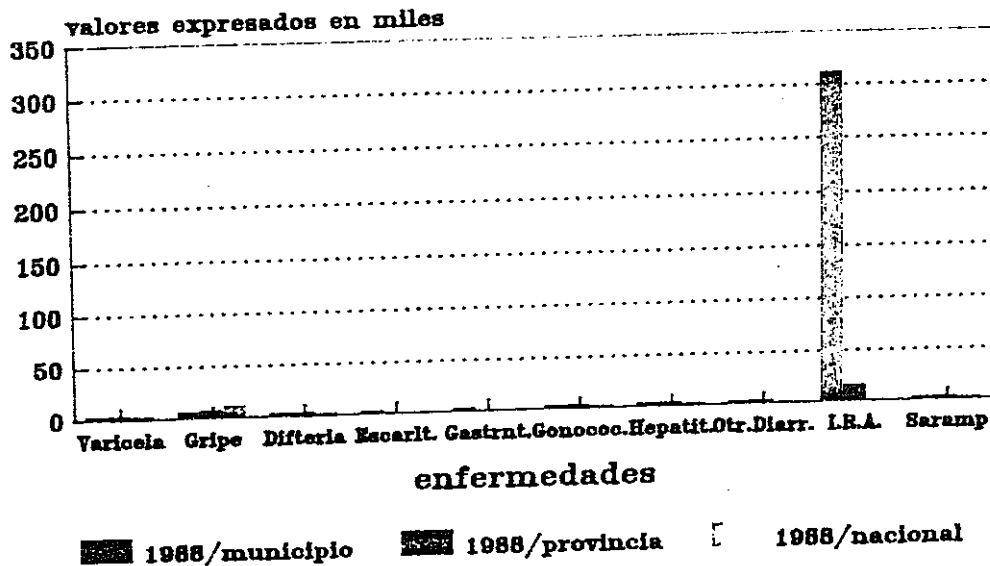 valores expresados en miles
350
300
250
200
150
100
50
0
Varicela Gripe Difteria Escarlt. Gastrnt. Gonococ. Hepatit. Otr.Diarr. I.R.A. Saramp
enfermedades
1988/municipio 1988/provincia 1988/nacional